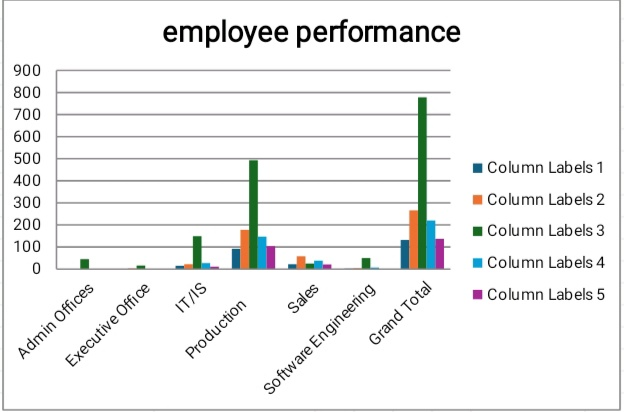 employee performance
900
800
700
600
500
400
300
200
100
0
Admin Offices
Executive Office
IT/IS
Production
Sales
Software Engineering
Grand Total
Column Labels 1
Column Labels 2
Column Labels 3
Column Labels 4
Column Labels 5